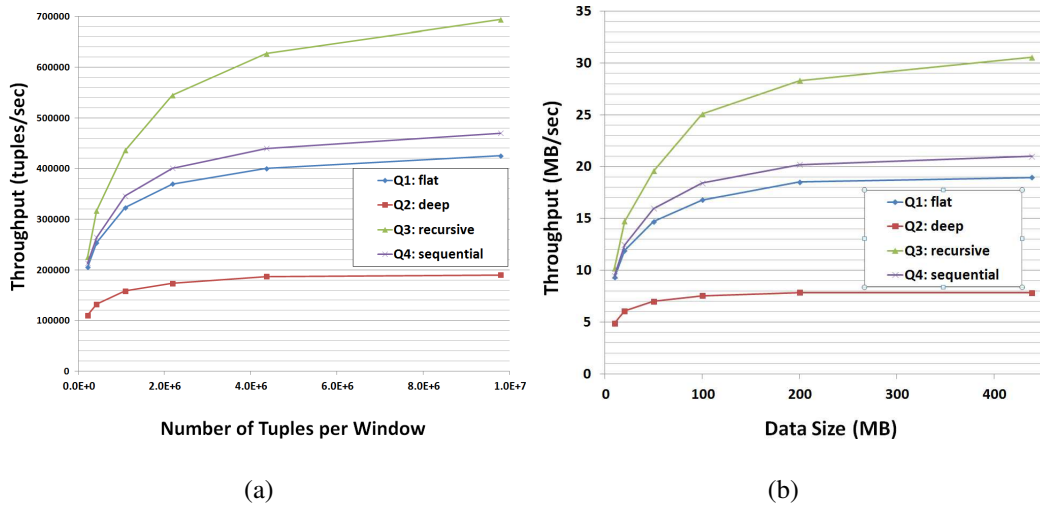 700000
600000
500000
400000
300000
200000
100000
0
Throughput (tuples/sec)
0.0E+0
2.0E+6
4.0E+6
6.0E+6
8.0E+6
1.0E+7
Number of Tuples per Window
Q1: flat
Q2: deep
Q3: recursive
Q4: sequential
(a)
35
30
25
20
15
10
5
0
Throughput (MB/sec)
0
100
200
300
400
Data Size (MB)
Q1: flat
Q2: deep
Q3: recursive
Q4: sequential
(b)